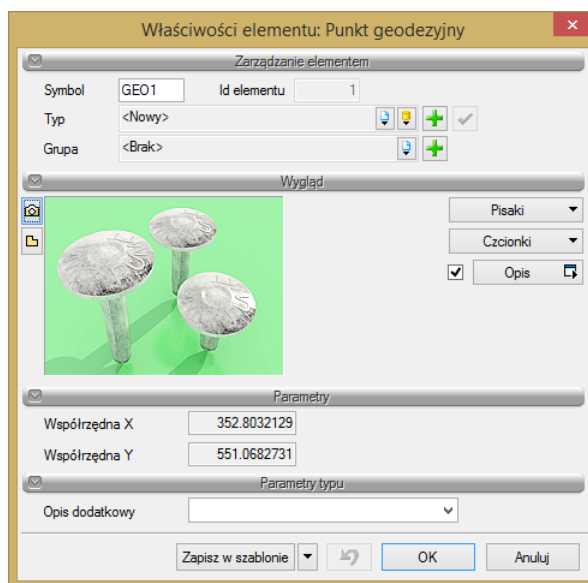 Właściwości elementu: Punkt geodezyjny
Zarządzanie elementem
Symbol GEO1 Id elementu 1
Typ <Nowy>
Grupa <Brak>
Wygląd
Pisaki
Czcionki
Opis
Parametry
Współrzędna X 352.8032129
Współrzędna Y 551.0682731
Parametry typu
Opis dodatkowy
Zapisz w szablonie OK Anuluj